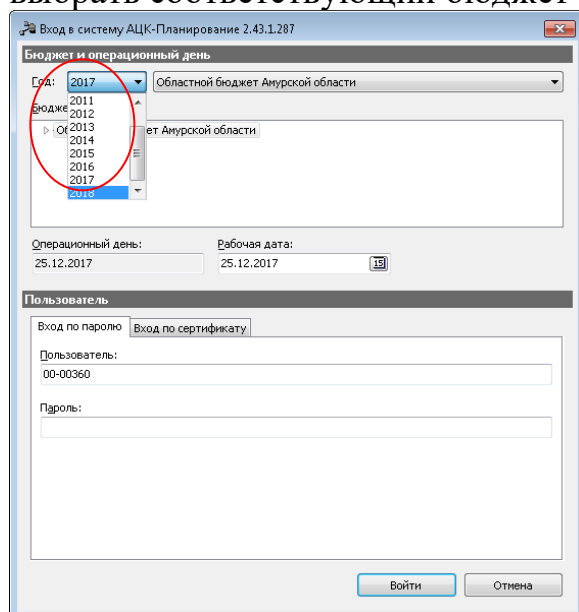 выбрать соответствующий бюджет
Вход в систему АЦК-Планирование 2.43.1.287
Бюджет и операционный день
Год: 2017 Областной бюджет Амурской области
2011
2012
2013
2014
2015
2016
2017
2018
ет Амурской области
Операционный день: Рабочая дата:
25.12.2017 25.12.2017 15
Пользователь
Вход по паролю Вход по сертификату
Пользователь:
00-00360
Пароль:
Войти Отмена